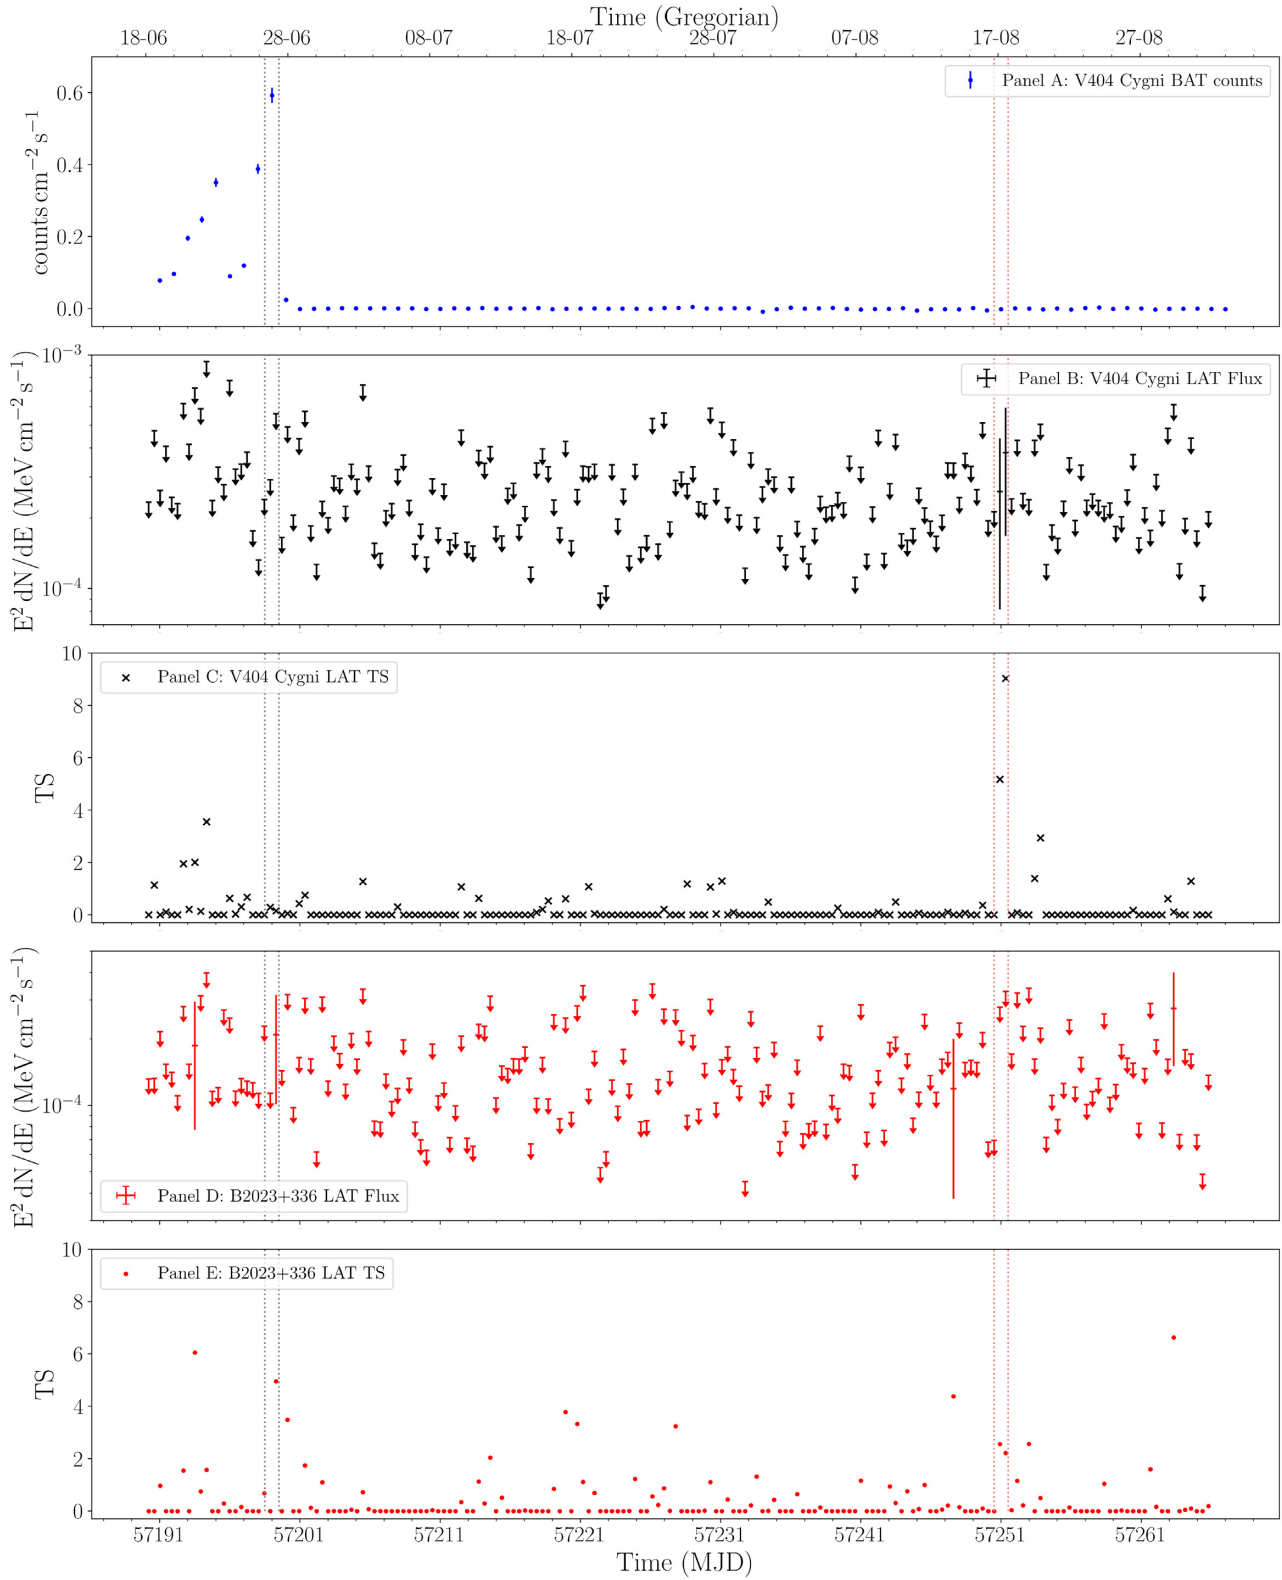 Time (Gregorian)
18-06 28-06 08-07 18-07 28-07 07-08 17-08 27-08
Panel A: V404 Cygni BAT counts
counts cm⁻² s⁻¹
0.6
0.4
0.2
0.0
Panel B: V404 Cygni LAT Flux
E² dN/dE (MeV cm⁻² s⁻¹)
10⁻³
10⁻⁴
Panel C: V404 Cygni LAT TS
TS
10
8
6
4
2
0
E² dN/dE (MeV cm⁻² s⁻¹)
10⁻⁴
Panel D: B2023+336 LAT Flux
Panel E: B2023+336 LAT TS
TS
10
8
6
4
2
0
57191 57201 57211 57221 57231 57241 57251 57261
Time (MJD)